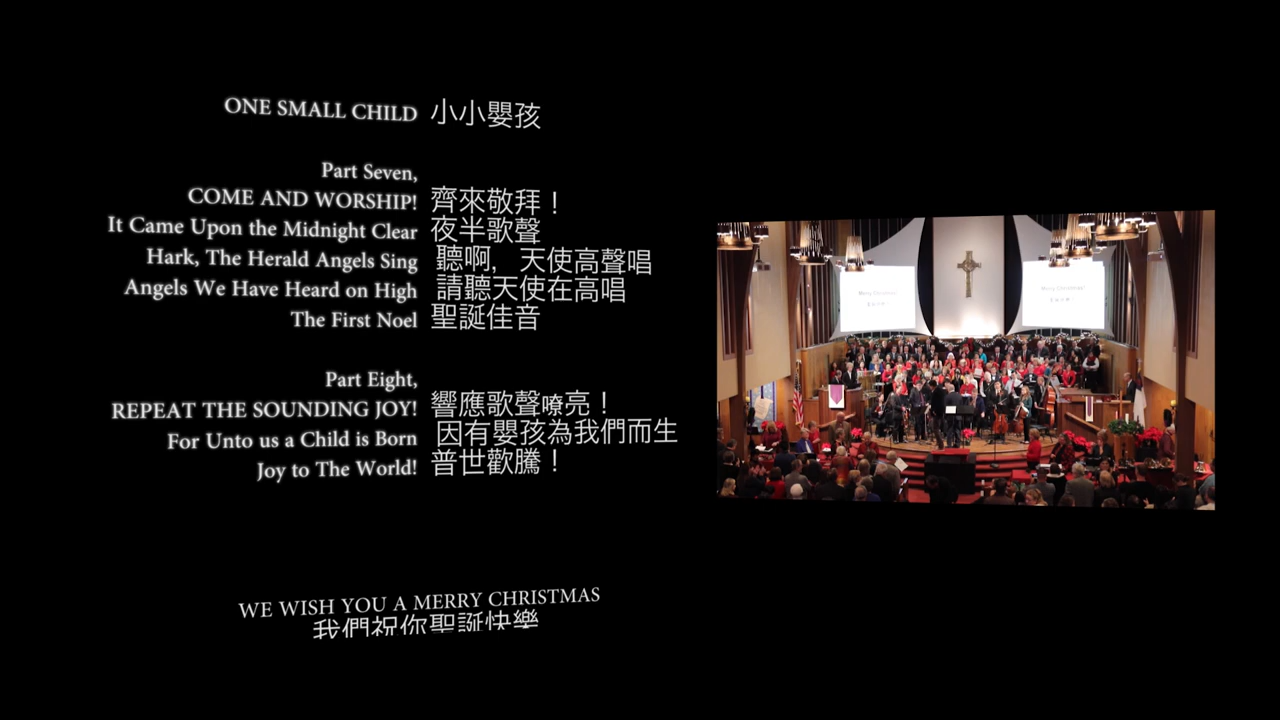 ONE SMALL CHILD 小小嬰孩
Part Seven,
COME AND WORSHIP! 齊來敬拜！
It Came Upon the Midnight Clear 夜半歌聲
Hark, The Herald Angels Sing 聽啊, 天使高聲唱
Angels We Have Heard on High 請聽天使在高唱
The First Noel 聖誕佳音
Part Eight,
REPEAT THE SOUNDING JOY! 響應歌聲嘹亮！
For Unto us a Child is Born 因有嬰孩為我們而生
Joy to The World! 普世歡騰！
WE WISH YOU A MERRY CHRISTMAS
我們祝你聖誕快樂
Merry Christmas!
Merry Christmas!